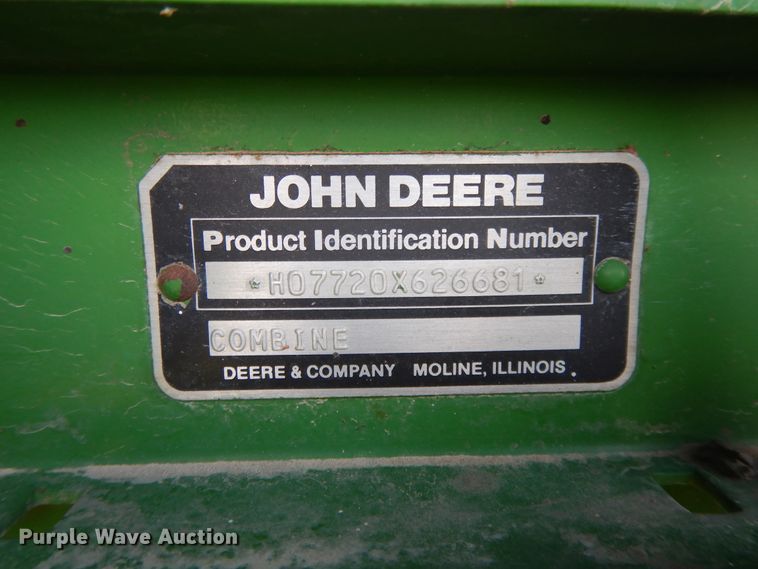 JOHN DEERE
Product Identification Number
*H07720X626681*
COMBINE
DEERE & COMPANY MOLINE, ILLINOIS
Purple Wave Auction